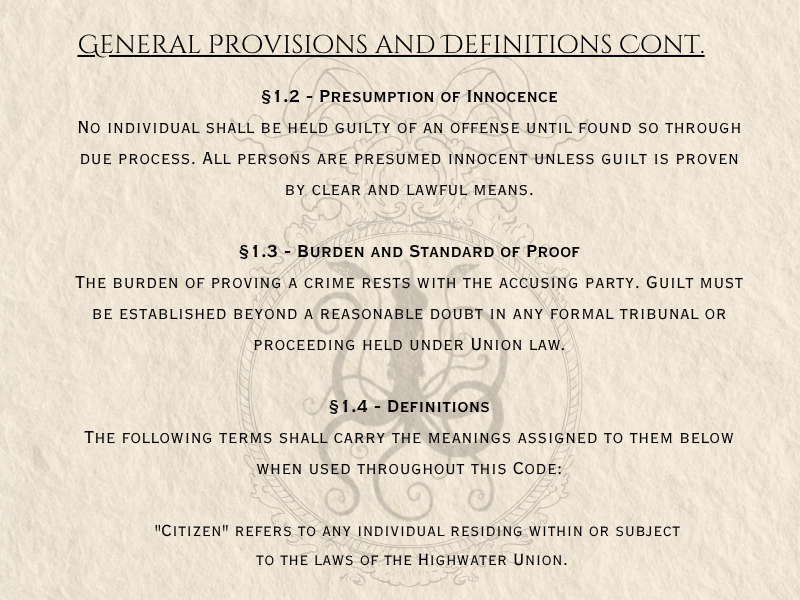 General Provisions and Definitions Cont.
§1.2 - Presumption of Innocence
No individual shall be held guilty of an offense until found so through
due process. All persons are presumed innocent unless guilt is proven
by clear and lawful means.
§1.3 - Burden and Standard of Proof
The burden of proving a crime rests with the accusing party. Guilt must
be established beyond a reasonable doubt in any formal tribunal or
proceeding held under Union law.
§1.4 - Definitions
The following terms shall carry the meanings assigned to them below
when used throughout this Code:
"Citizen" refers to any individual residing within or subject
to the laws of the Highwater Union.